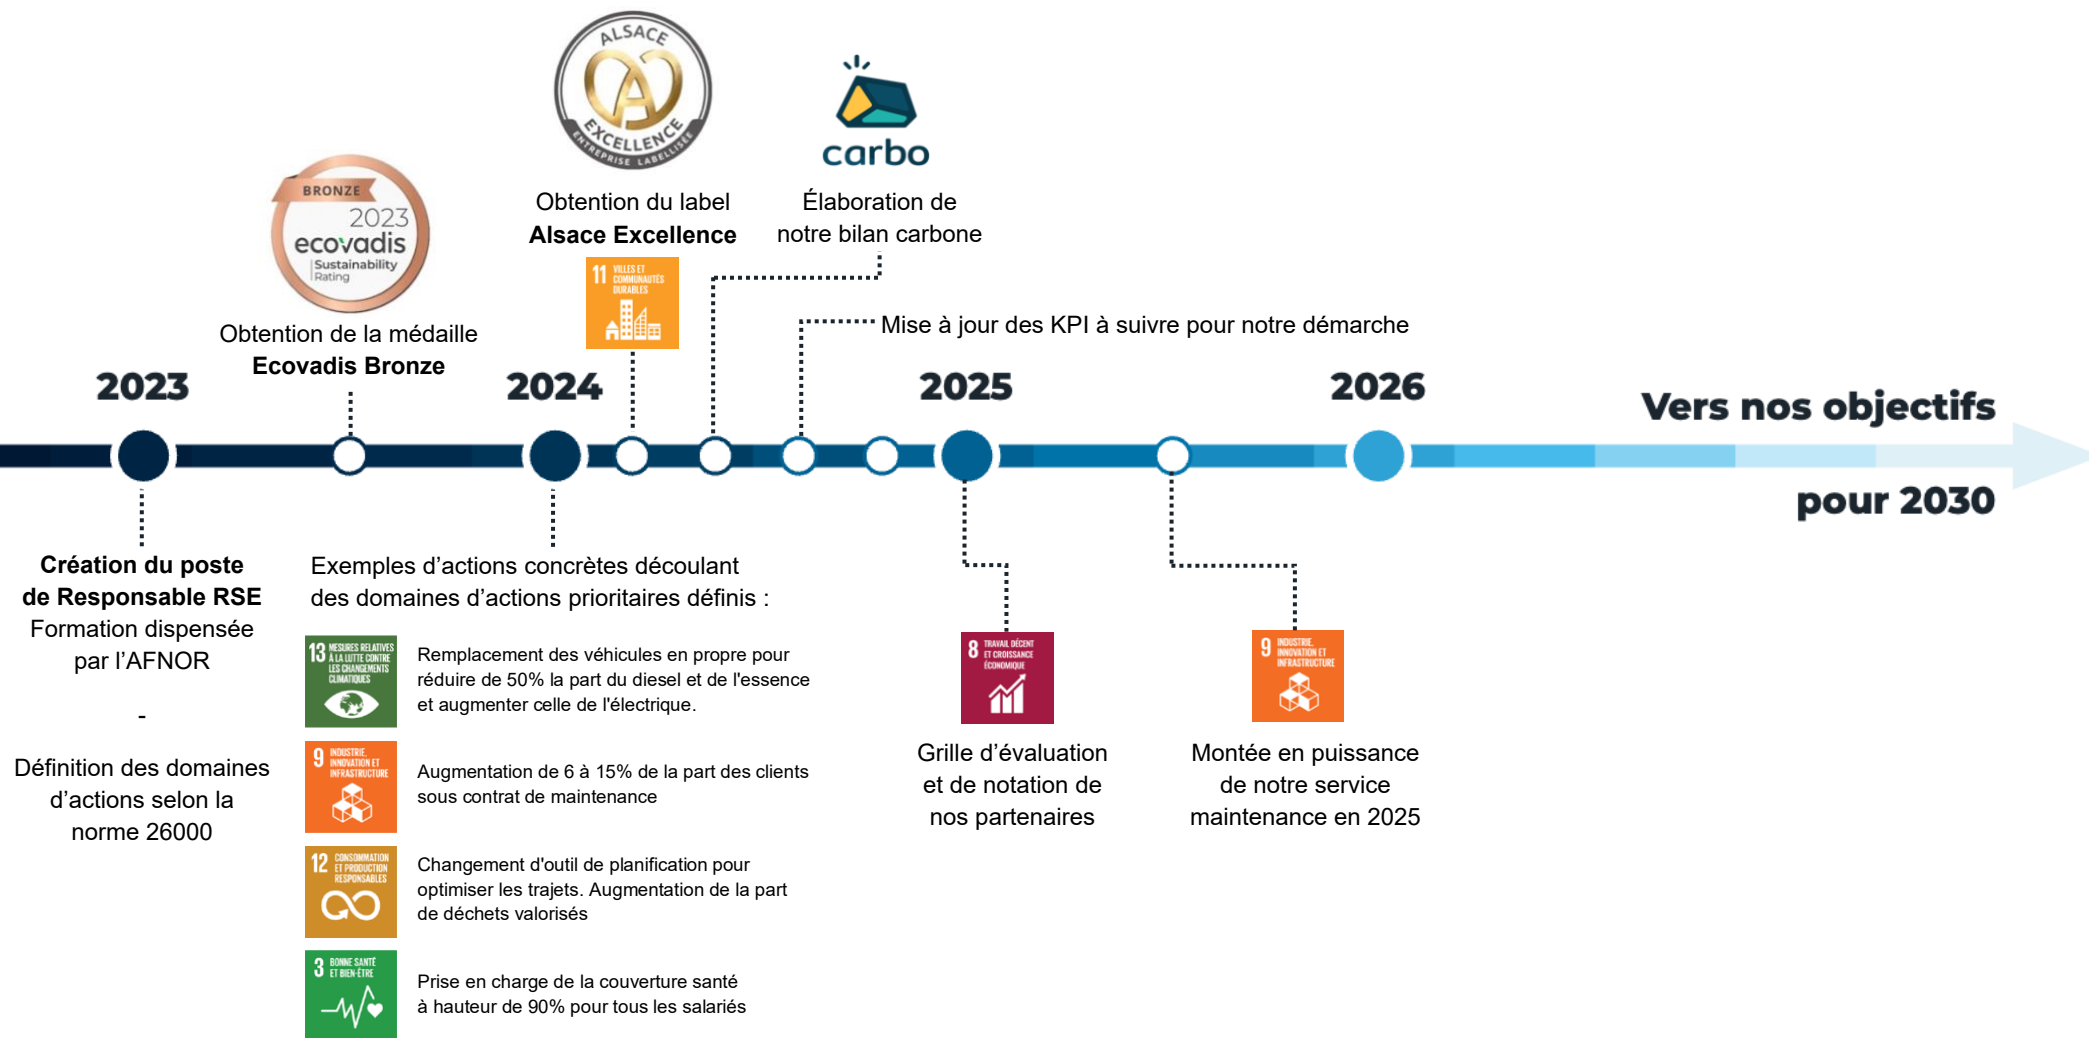 ALSACE
EXCELLENCE
ENTREPRISE LABELLISÉE
carbo
BRONZE
2023
ecovadis
Sustainability
Rating
Obtention du label
Alsace Excellence
Élaboration de
notre bilan carbone
11 VILLES ET
COMMUNAUTÉS
DURABLES
Obtention de la médaille
Ecovadis Bronze
Mise à jour des KPI à suivre pour notre démarche
2023
2024
2025
2026
Vers nos objectifs
pour 2030
Création du poste
de Responsable RSE
Formation dispensée
par l’AFNOR
-
Définition des domaines
d’actions selon la
norme 26000
Exemples d’actions concrètes découlant
des domaines d’actions prioritaires définis :
13 MESURES RELATIVES
À LA LUTTE CONTRE
LES CHANGEMENTS
CLIMATIQUES
Remplacement des véhicules en propre pour
réduire de 50% la part du diesel et de l'essence
et augmenter celle de l'électrique.
9 INDUSTRIE,
INNOVATION ET
INFRASTRUCTURE
Augmentation de 6 à 15% de la part des clients
sous contrat de maintenance
12 CONSOMMATION
ET PRODUCTION
RESPONSABLES
Changement d'outil de planification pour
optimiser les trajets. Augmentation de la part
de déchets valorisés
3 BONNE SANTÉ
ET BIEN-ÊTRE
Prise en charge de la couverture santé
à hauteur de 90% pour tous les salariés
8 TRAVAIL DÉCENT
ET CROISSANCE
ÉCONOMIQUE
Grille d’évaluation
et de notation de
nos partenaires
9 INDUSTRIE,
INNOVATION ET
INFRASTRUCTURE
Montée en puissance
de notre service
maintenance en 2025